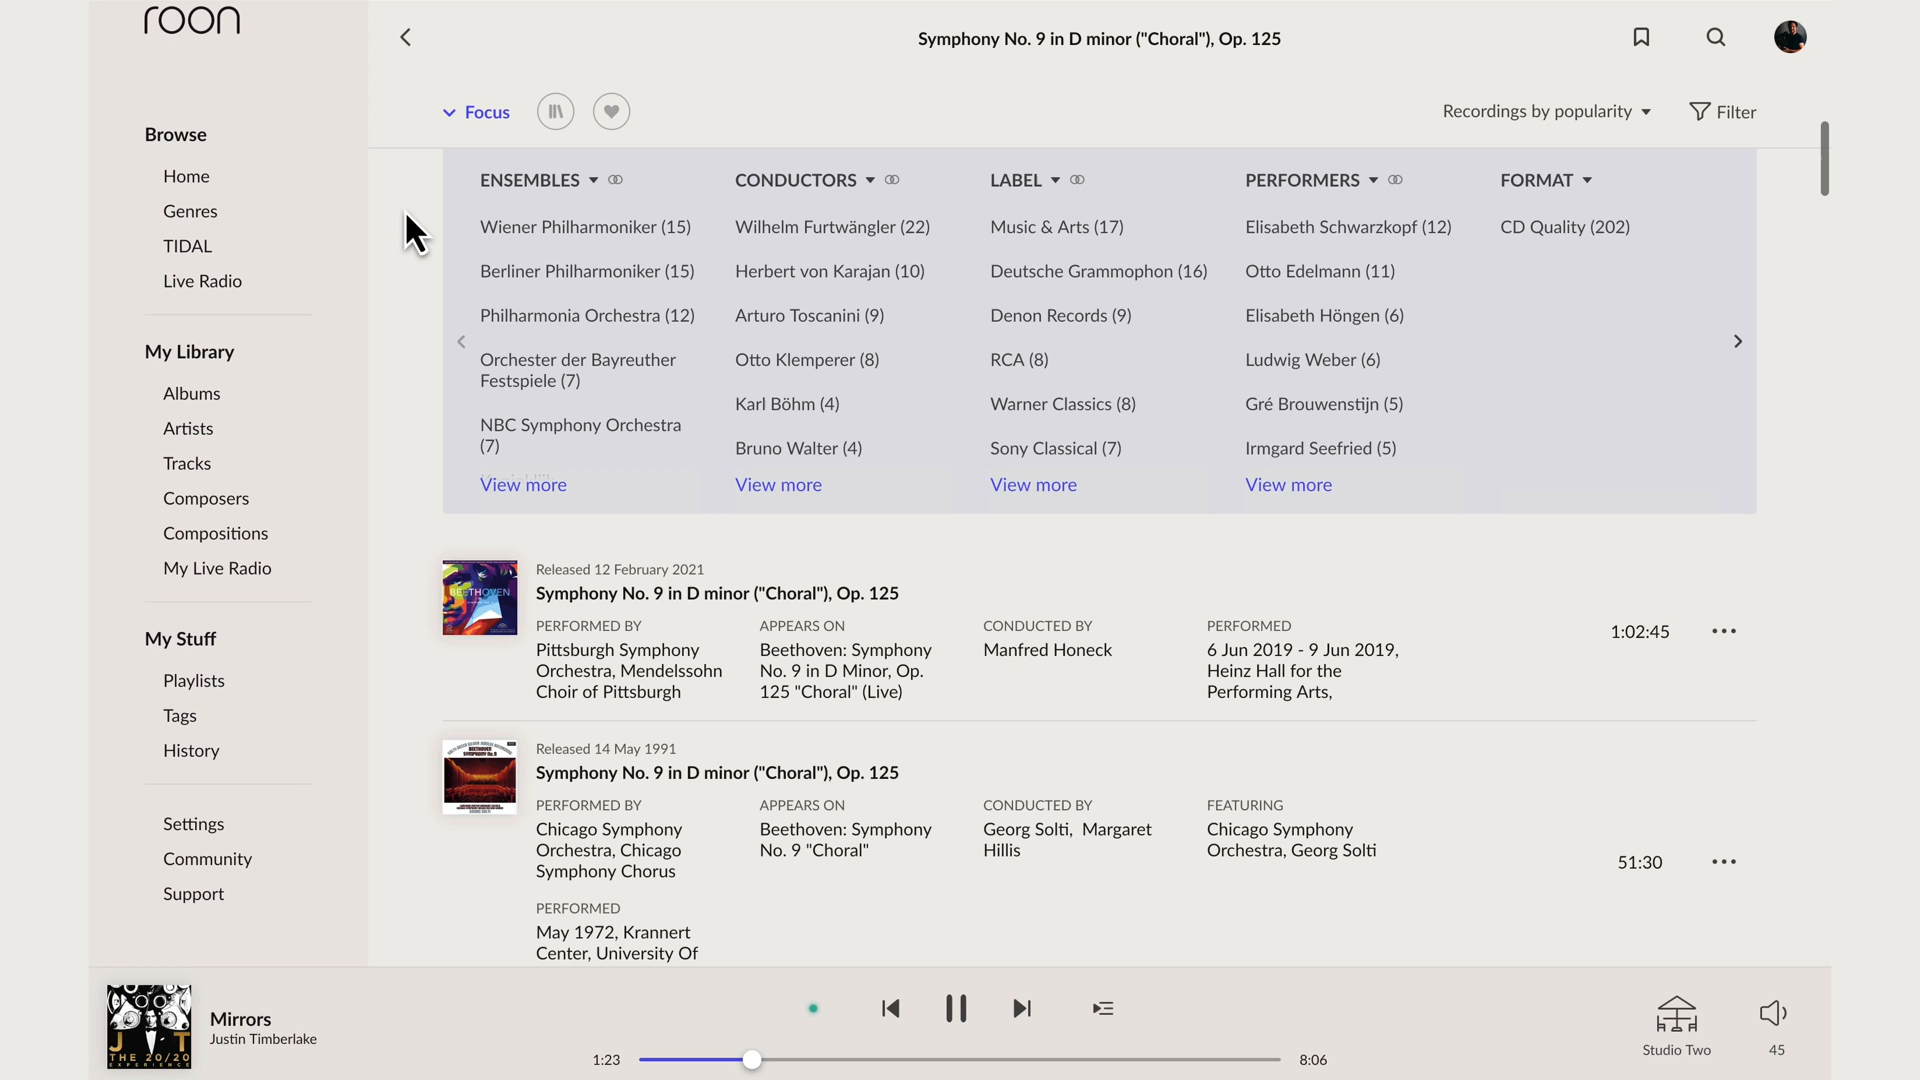 roon
Symphony No. 9 in D minor ("Choral"), Op. 125
Focus
Recordings by popularity
Filter
Browse
Home
Genres
TIDAL
Live Radio
My Library
Albums
Artists
Tracks
Composers
Compositions
My Live Radio
My Stuff
Playlists
Tags
History
Settings
Community
Support
ENSEMBLES
Wiener Philharmoniker (15)
Berliner Philharmoniker (15)
Philharmonia Orchestra (12)
Orchester der Bayreuther
Festspiele (7)
NBC Symphony Orchestra
(7)
View more
CONDUCTORS
Wilhelm Furtwängler (22)
Herbert von Karajan (10)
Arturo Toscanini (9)
Otto Klemperer (8)
Karl Böhm (4)
Bruno Walter (4)
View more
LABEL
Music & Arts (17)
Deutsche Grammophon (16)
Denon Records (9)
RCA (8)
Warner Classics (8)
Sony Classical (7)
View more
PERFORMERS
Elisabeth Schwarzkopf (12)
Otto Edelmann (11)
Elisabeth Höngen (6)
Ludwig Weber (6)
Gré Brouwenstijn (5)
Irmgard Seefried (5)
View more
FORMAT
CD Quality (202)
BEETHOVEN
Released 12 February 2021
Symphony No. 9 in D minor ("Choral"), Op. 125
PERFORMED BY
Pittsburgh Symphony
Orchestra, Mendelssohn
Choir of Pittsburgh
APPEARS ON
Beethoven: Symphony
No. 9 in D Minor, Op.
125 "Choral" (Live)
CONDUCTED BY
Manfred Honeck
PERFORMED
6 Jun 2019 - 9 Jun 2019,
Heinz Hall for the
Performing Arts,
1:02:45
BEETHOVEN
SYMPHONY No.9
Released 14 May 1991
Symphony No. 9 in D minor ("Choral"), Op. 125
PERFORMED BY
Chicago Symphony
Orchestra, Chicago
Symphony Chorus
APPEARS ON
Beethoven: Symphony
No. 9 "Choral"
CONDUCTED BY
Georg Solti, Margaret
Hillis
FEATURING
Chicago Symphony
Orchestra, Georg Solti
51:30
PERFORMED
May 1972, Krannert
Center, University Of
J T
THE 20/20
EXPERIENCE
Mirrors
Justin Timberlake
1:23
8:06
Studio Two
45